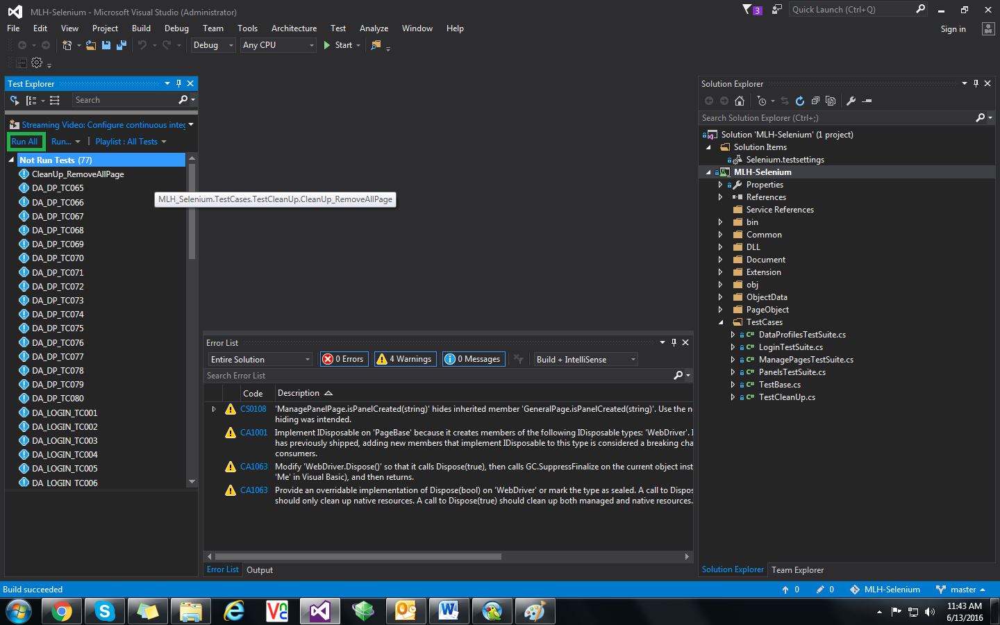 MLH-Selenium - Microsoft Visual Studio (Administrator)
3
Quick Launch (Ctrl+Q)
File Edit View Project Build Debug Team Tools Architecture Test Analyze Window Help
Sign in
Debug Any CPU Start
Test Explorer
Search
Streaming Video: Configure continuous integ
Run All Run... | Playlist : All Tests
Not Run Tests (77)
CleanUp_RemoveAllPage
DA_DP_TC065
DA_DP_TC066
DA_DP_TC067
DA_DP_TC068
DA_DP_TC069
DA_DP_TC070
DA_DP_TC071
DA_DP_TC072
DA_DP_TC073
DA_DP_TC074
DA_DP_TC075
DA_DP_TC076
DA_DP_TC077
DA_DP_TC078
DA_DP_TC079
DA_DP_TC080
DA_LOGIN_TC001
DA_LOGIN_TC002
DA_LOGIN_TC003
DA_LOGIN_TC004
DA_LOGIN_TC005
DA_LOGIN_TC006
MLH_Selenium.TestCases.TestCleanUp.CleanUp_RemoveAllPage
Error List
Entire Solution 0 Errors 4 Warnings 0 Messages Build + IntelliSense
Search Error List
Code Description
CS0108 'ManagePanelPage.isPanelCreated(string)' hides inherited member 'GeneralPage.isPanelCreated(string)'. Use the n
hiding was intended.
CA1001 Implement IDisposable on 'PageBase' because it creates members of the following IDisposable types: 'WebDriver'. I
has previously shipped, adding new members that implement IDisposable to this type is considered a breaking cha
consumers.
CA1063 Modify 'WebDriver.Dispose()' so that it calls Dispose(true), then calls GC.SuppressFinalize on the current object inst
'Me' in Visual Basic), and then returns.
CA1063 Provide an overridable implementation of Dispose(bool) on 'WebDriver' or mark the type as sealed. A call to Dispos
should only clean up native resources. A call to Dispose(true) should clean up both managed and native resources.
Error List Output
Solution Explorer
Search Solution Explorer (Ctrl+;)
Solution 'MLH-Selenium' (1 project)
Solution Items
Selenium.testsettings
MLH-Selenium
Properties
References
Service References
bin
Common
DLL
Document
Extension
obj
ObjectData
PageObject
TestCases
C# DataProfilesTestSuite.cs
C# LoginTestSuite.cs
C# ManagePagesTestSuite.cs
C# PanelsTestSuite.cs
C# TestBase.cs
C# TestCleanUp.cs
Solution Explorer Team Explorer
Build succeeded
0 0 MLH-Selenium master
11:43 AM
6/13/2016